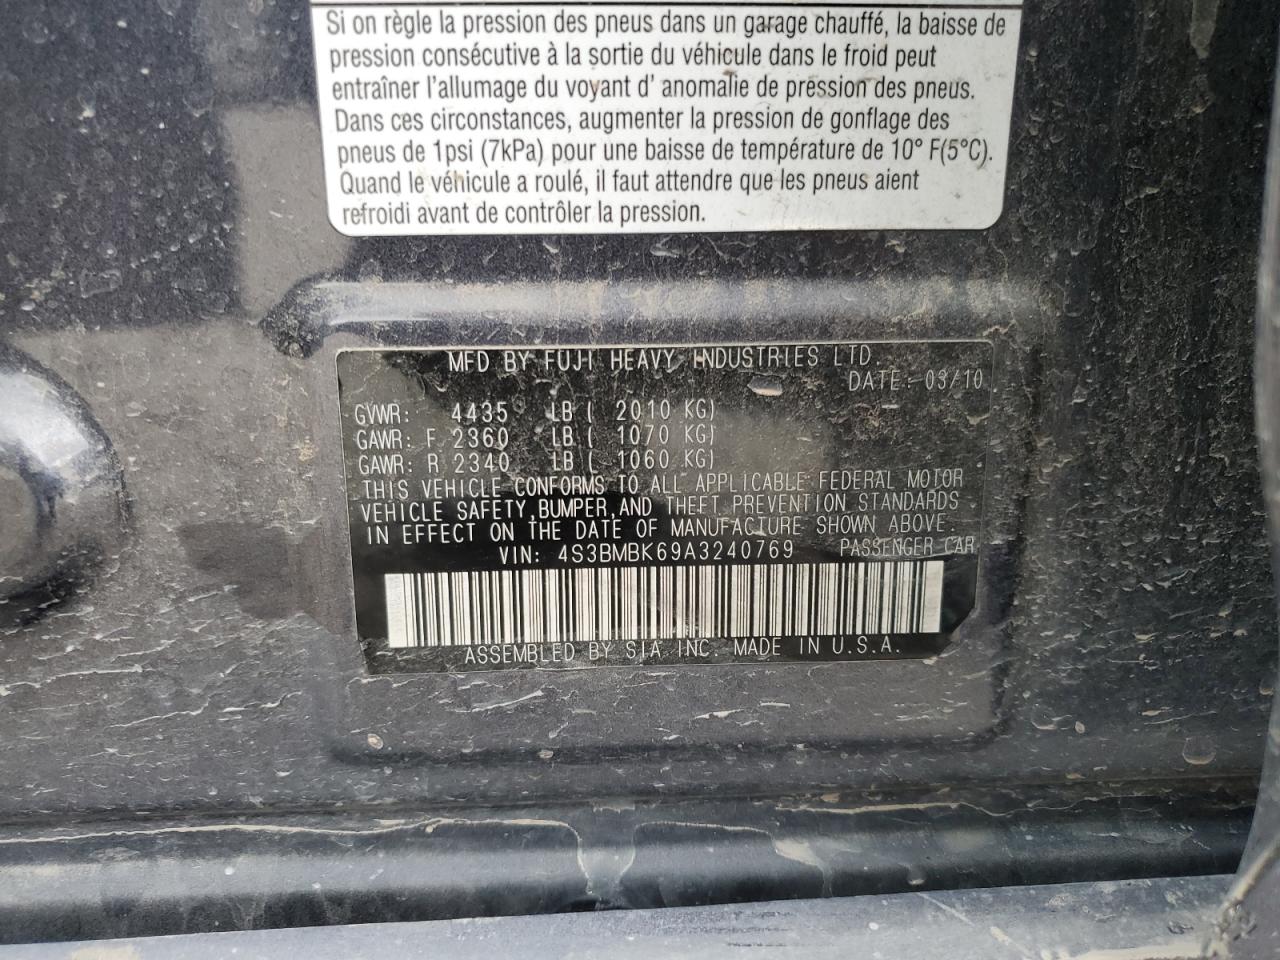 Si on règle la pression des pneus dans un garage chauffé, la baisse de
pression consécutive à la sortie du véhicule dans le froid peut
entraîner l'allumage du voyant d' anomalie de pression des pneus.
Dans ces circonstances, augmenter la pression de gonflage des
pneus de 1psi (7kPa) pour une baisse de température de 10° F(5°C).
Quand le véhicule a roulé, il faut attendre que les pneus aient
refroidi avant de contrôler la pression.
MFD BY FUJI HEAVY INDUSTRIES LTD.
DATE: 03/10
GVWR: 4435 LB ( 2010 KG)
GAWR: F 2360 LB ( 1070 KG)
GAWR: R 2340 LB ( 1060 KG)
THIS VEHICLE CONFORMS TO ALL APPLICABLE FEDERAL MOTOR
VEHICLE SAFETY, BUMPER, AND THEFT PREVENTION STANDARDS
IN EFFECT ON THE DATE OF MANUFACTURE SHOWN ABOVE.
VIN: 4S3BMBK69A3240769 PASSENGER CAR
ASSEMBLED BY SIA INC. MADE IN U.S.A.